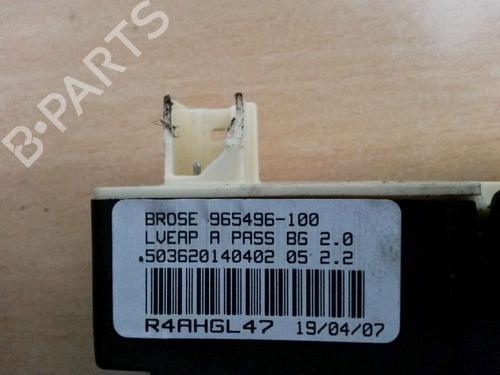 B-PARTS
BROSE 965496-100
LVEAP A PASS BG 2.0
.503620140402 05 2.2
R4AHGL47 19/04/07